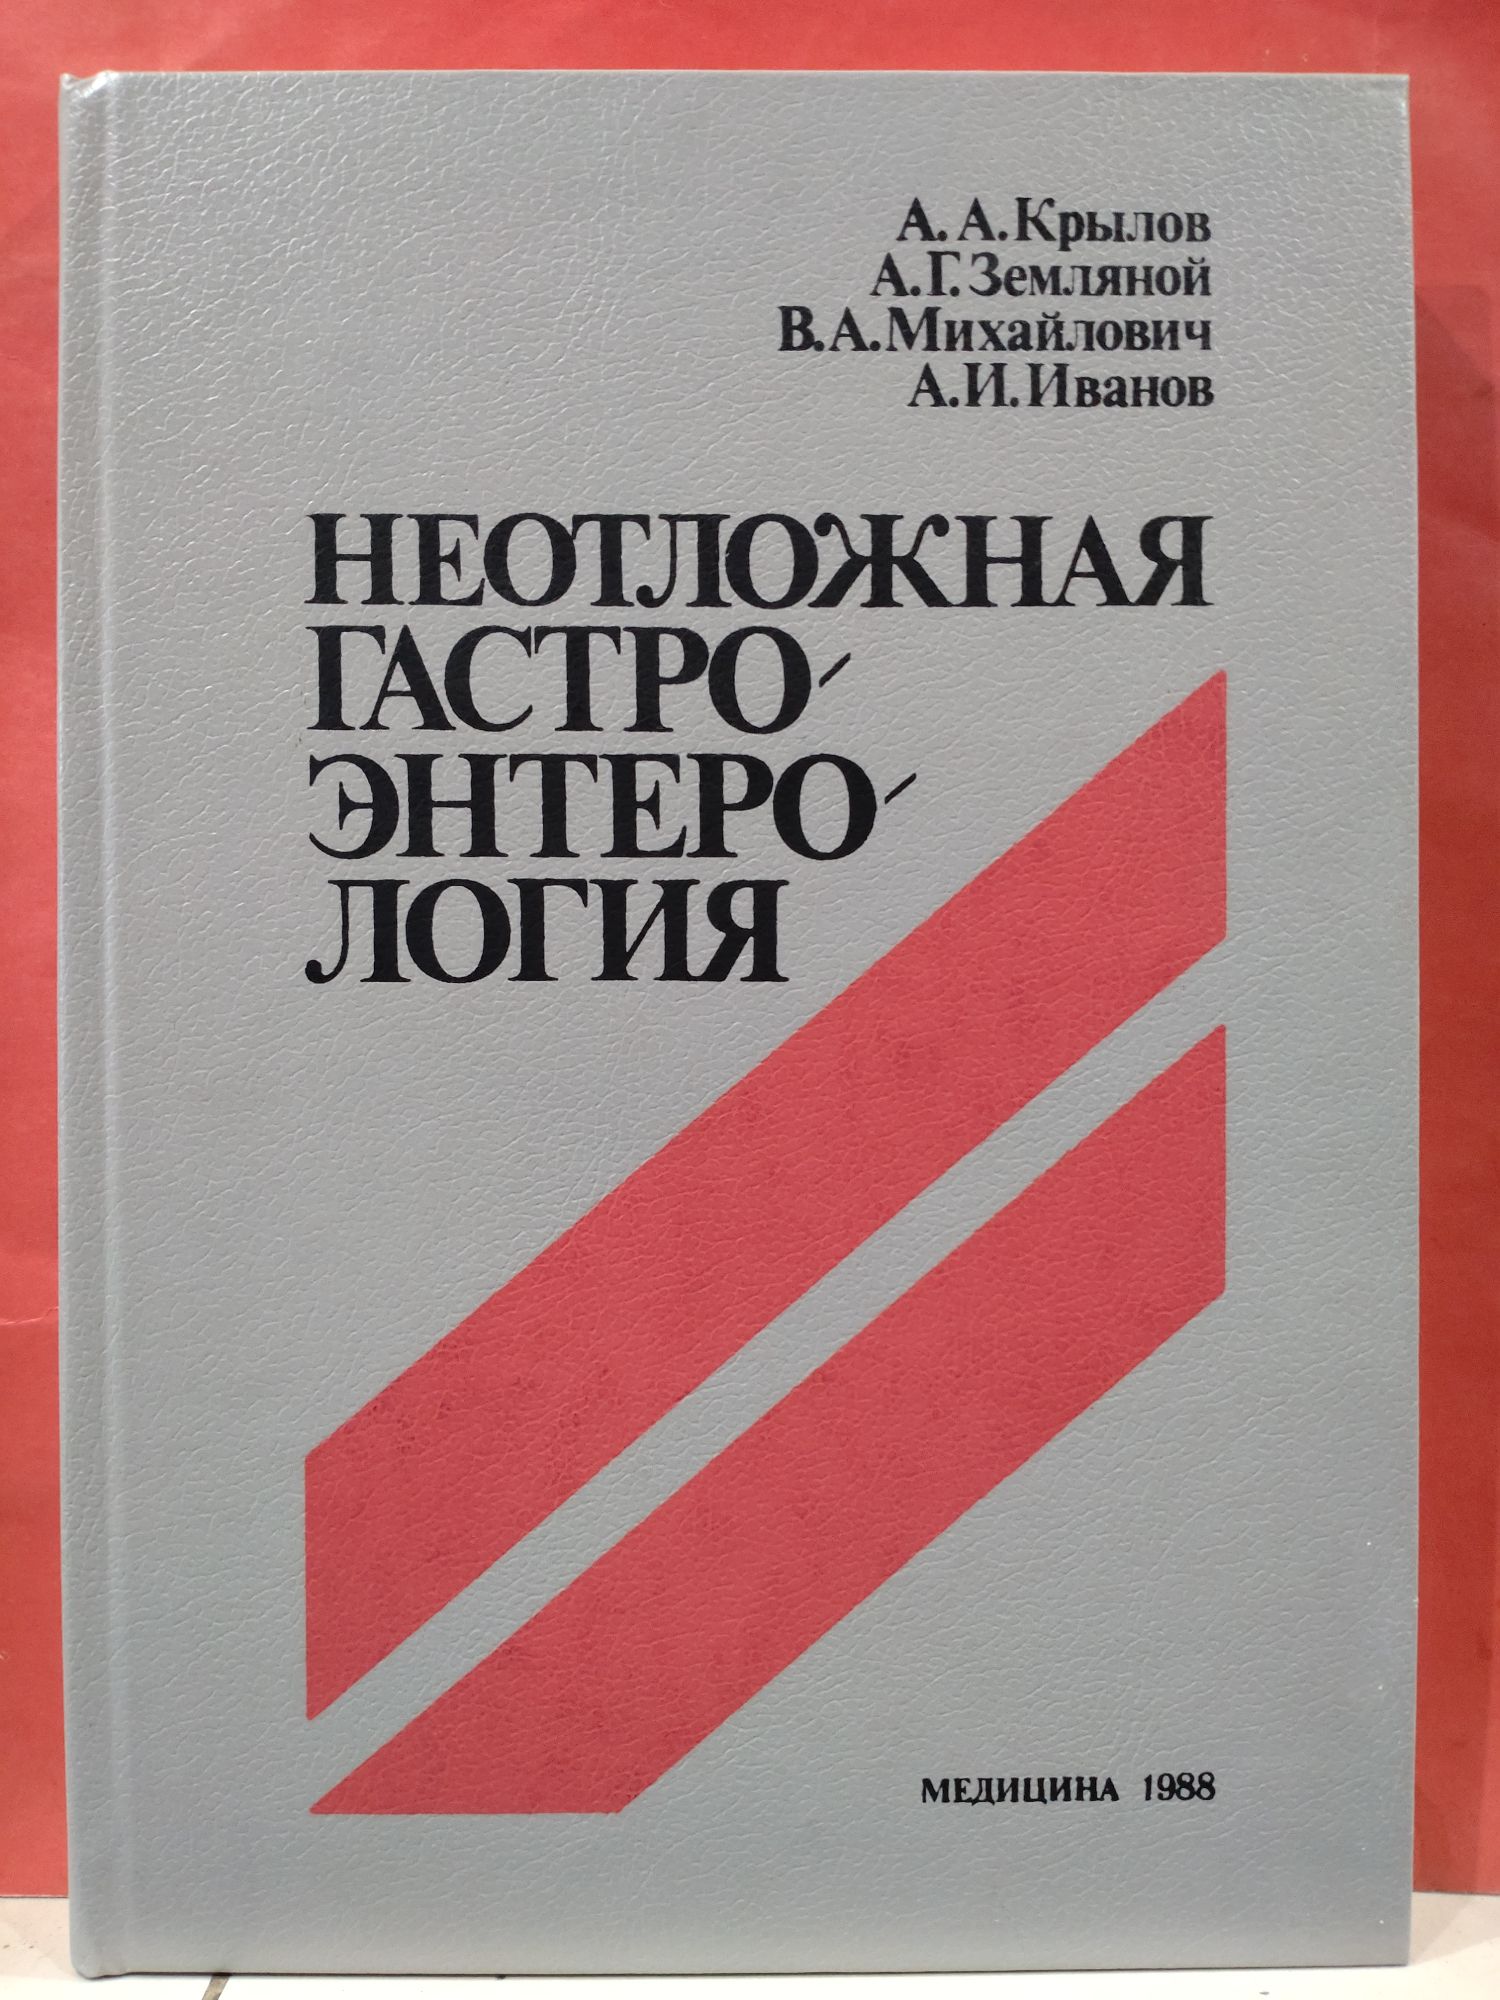 А. А. Крылов
А. Г. Земляной
В. А. Михайлович
А. И. Иванов
НЕОТЛОЖНАЯ
ГАСТРО-
ЭНТЕРО-
ЛОГИЯ
МЕДИЦИНА 1988